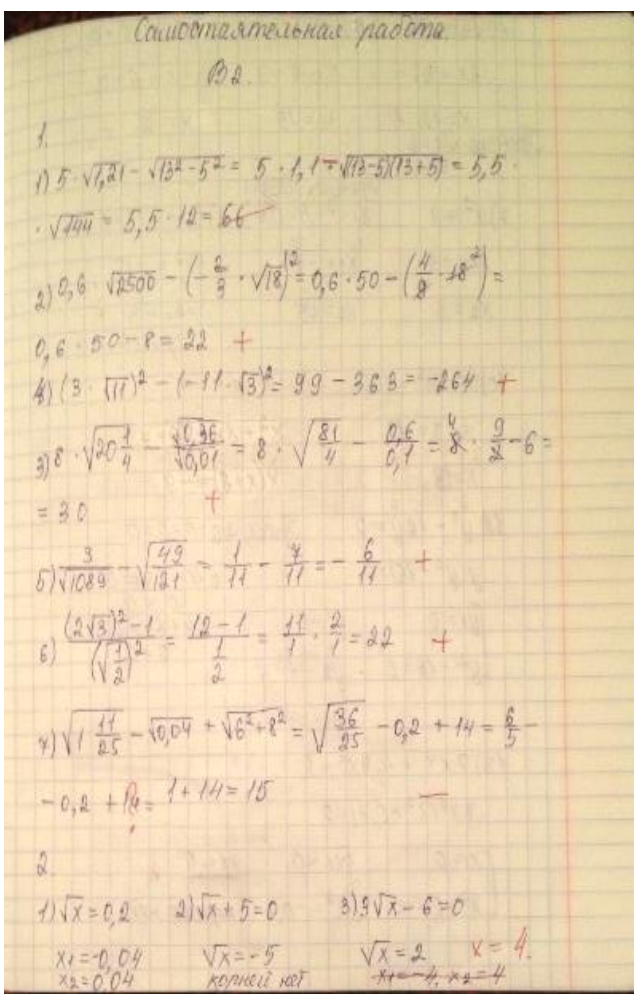 Самостаятельная работа.
В2.
1.
1) 5 · √1,21 - √13² - 5² = 5 · 1,1 - √(13-5)(13+5) = 5,5 ·
· √144 = 5,5 · 12 = 66
2) 0,6 · √2500 - (-2/3 · √18)² = 0,6 · 50 - (4/9 · 18²) =
0,6 · 50 - 8 = 22 +
4) (3 · √11)² - (-11 · √3)² = 99 - 363 = -264 +
3) 8 · √20 1/4 - √0,36/√0,01 = 8 · √81/4 - 0,6/0,1 = 8 4 · 9/2 - 6 =
= 30 +
5) 3/√1089 - √49/121 = 1/11 - 7/11 = - 6/11 +
6) (2√3)² - 1/(√1/2)² = 12 - 1/1/2 = 11/1 · 2/1 = 22 +
7) √1 11/25 - √0,04 + √6² + 8² = √36/25 - 0,2 + 14 = 6/5 -
- 0,2 + 14 = 1 + 14 = 15 —
2.
1) √x = 0,2 2) √x + 5 = 0 3) 3√x - 6 = 0
x1 = -0,04 √x = -5 √x = 2 x = 4.
x2 = 0,04 корней нет x1 = -4, x2 = 4